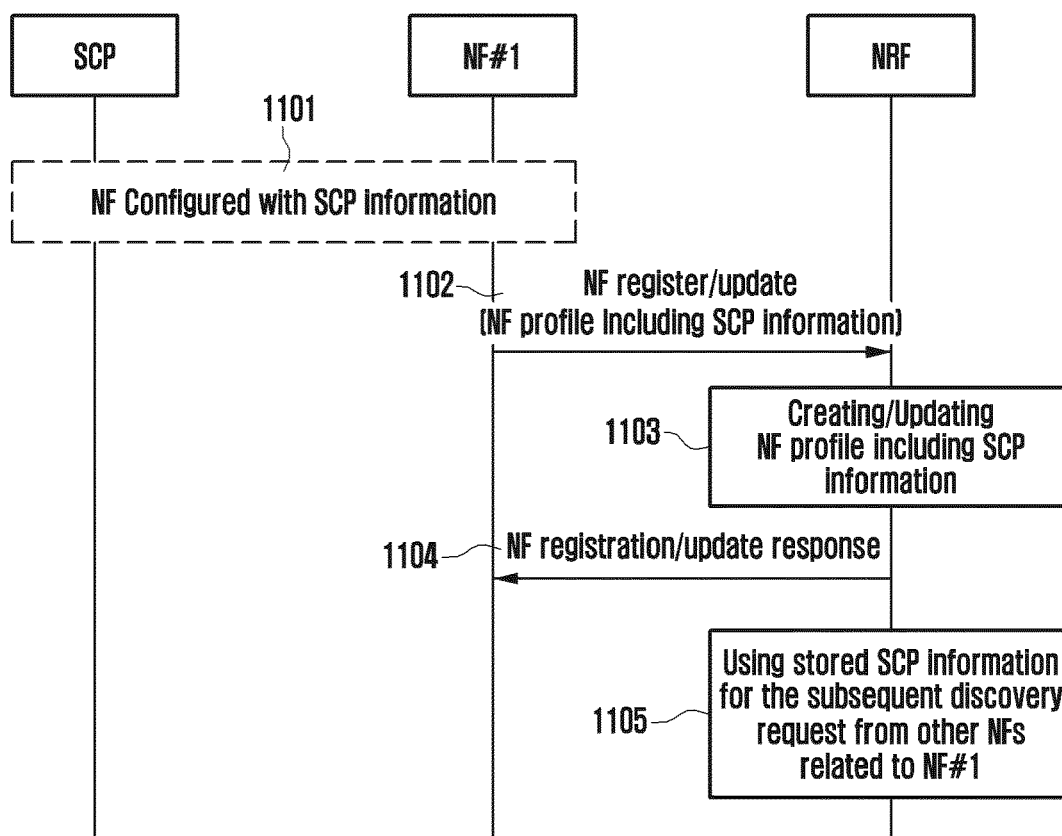 SCP
NF#1
NRF
1101
NF Configured with SCP information
1102
NF register/update
(NF profile including SCP information)
1103
Creating/Updating
NF profile including SCP
information
1104
NF registration/update response
1105
Using stored SCP information
for the subsequent discovery
request from other NFs
related to NF#1